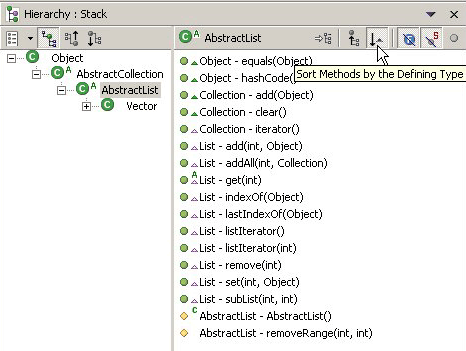 Hierarchy : Stack
Object
AbstractCollection
AbstractList
Vector
AbstractList
Object - equals(Object)
Object - hashCode(
Sort Methods by the Defining Type
Collection - add(Object)
Collection - clear()
Collection - iterator()
List - add(int, Object)
List - addAll(int, Collection)
List - get(int)
List - indexOf(Object)
List - lastIndexOf(Object)
List - listIterator()
List - listIterator(int)
List - remove(int)
List - set(int, Object)
List - subList(int, int)
AbstractList - AbstractList()
AbstractList - removeRange(int, int)